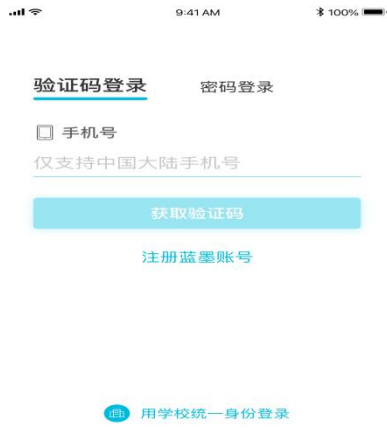 9:41 AM 100%
验证码登录 密码登录
手机号
仅支持中国大陆手机号
获取验证码
注册蓝墨账号
用学校统一身份登录